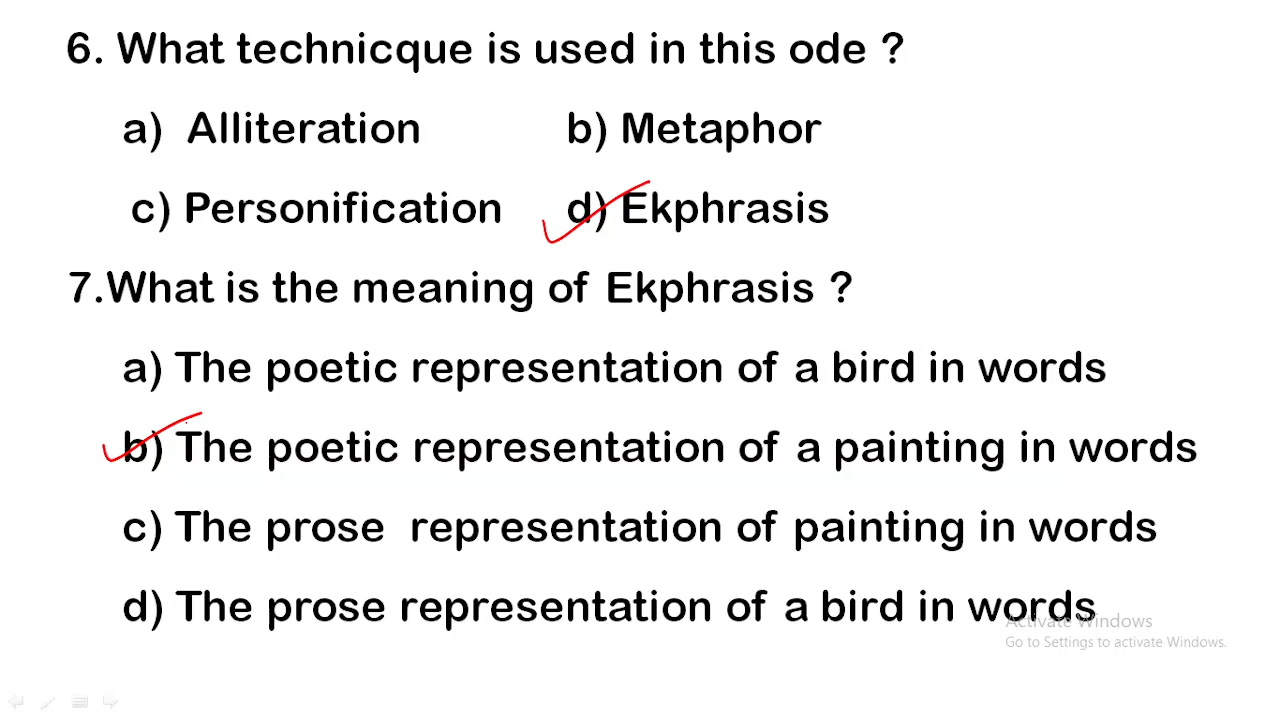 6. What technicque is used in this ode ?
a) Alliteration b) Metaphor
c) Personification d) Ekphrasis
7.What is the meaning of Ekphrasis ?
a) The poetic representation of a bird in words
b) The poetic representation of a painting in words
c) The prose representation of painting in words
d) The prose representation of a bird in words
Activate Windows
Go to Settings to activate Windows.